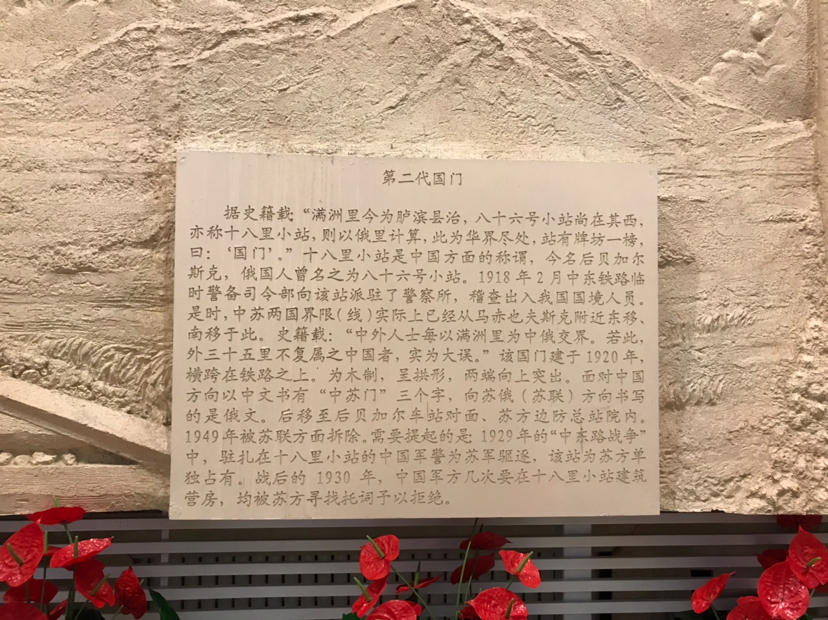 第二代国门
据史籍载:“满洲里今为胪滨县治，八十六号小站尚在其西，
亦称十八里小站，则以俄里计算，此为华界尽处，站有牌坊一榜，
曰：‘国门’。”十八里小站是中国方面的称谓，今名后贝加尔
斯克，俄国人曾名之为八十六号小站。1918年2月中东铁路临
时警备司令部向该站派驻了警察所，稽查出入我国国境人员。
是时，中苏两国界限(线)实际上已经从马赤也夫斯克附近东移，
南移于此。史籍载：“中外人士每以满洲里为中俄交界。若此，
外三十五里不复属之中国者，实为大误。”该国门建于1920年，
横跨在铁路之上。为木制，呈拱形，两端向上突出。面对中国
方向以中文书有“中苏门”三个字，向苏俄(苏联)方向书写
的是俄文。后移至后贝加尔车站对面、苏方边防总站院内。
1949年被苏联方面拆除。需要提起的是:1929年的“中东路战争”
中，驻扎在十八里小站的中国军警为苏军驱逐，该站为苏方单
独占有。战后的1930年，中国军方几次要在十八里小站建筑
营房，均被苏方寻找托词予以拒绝。